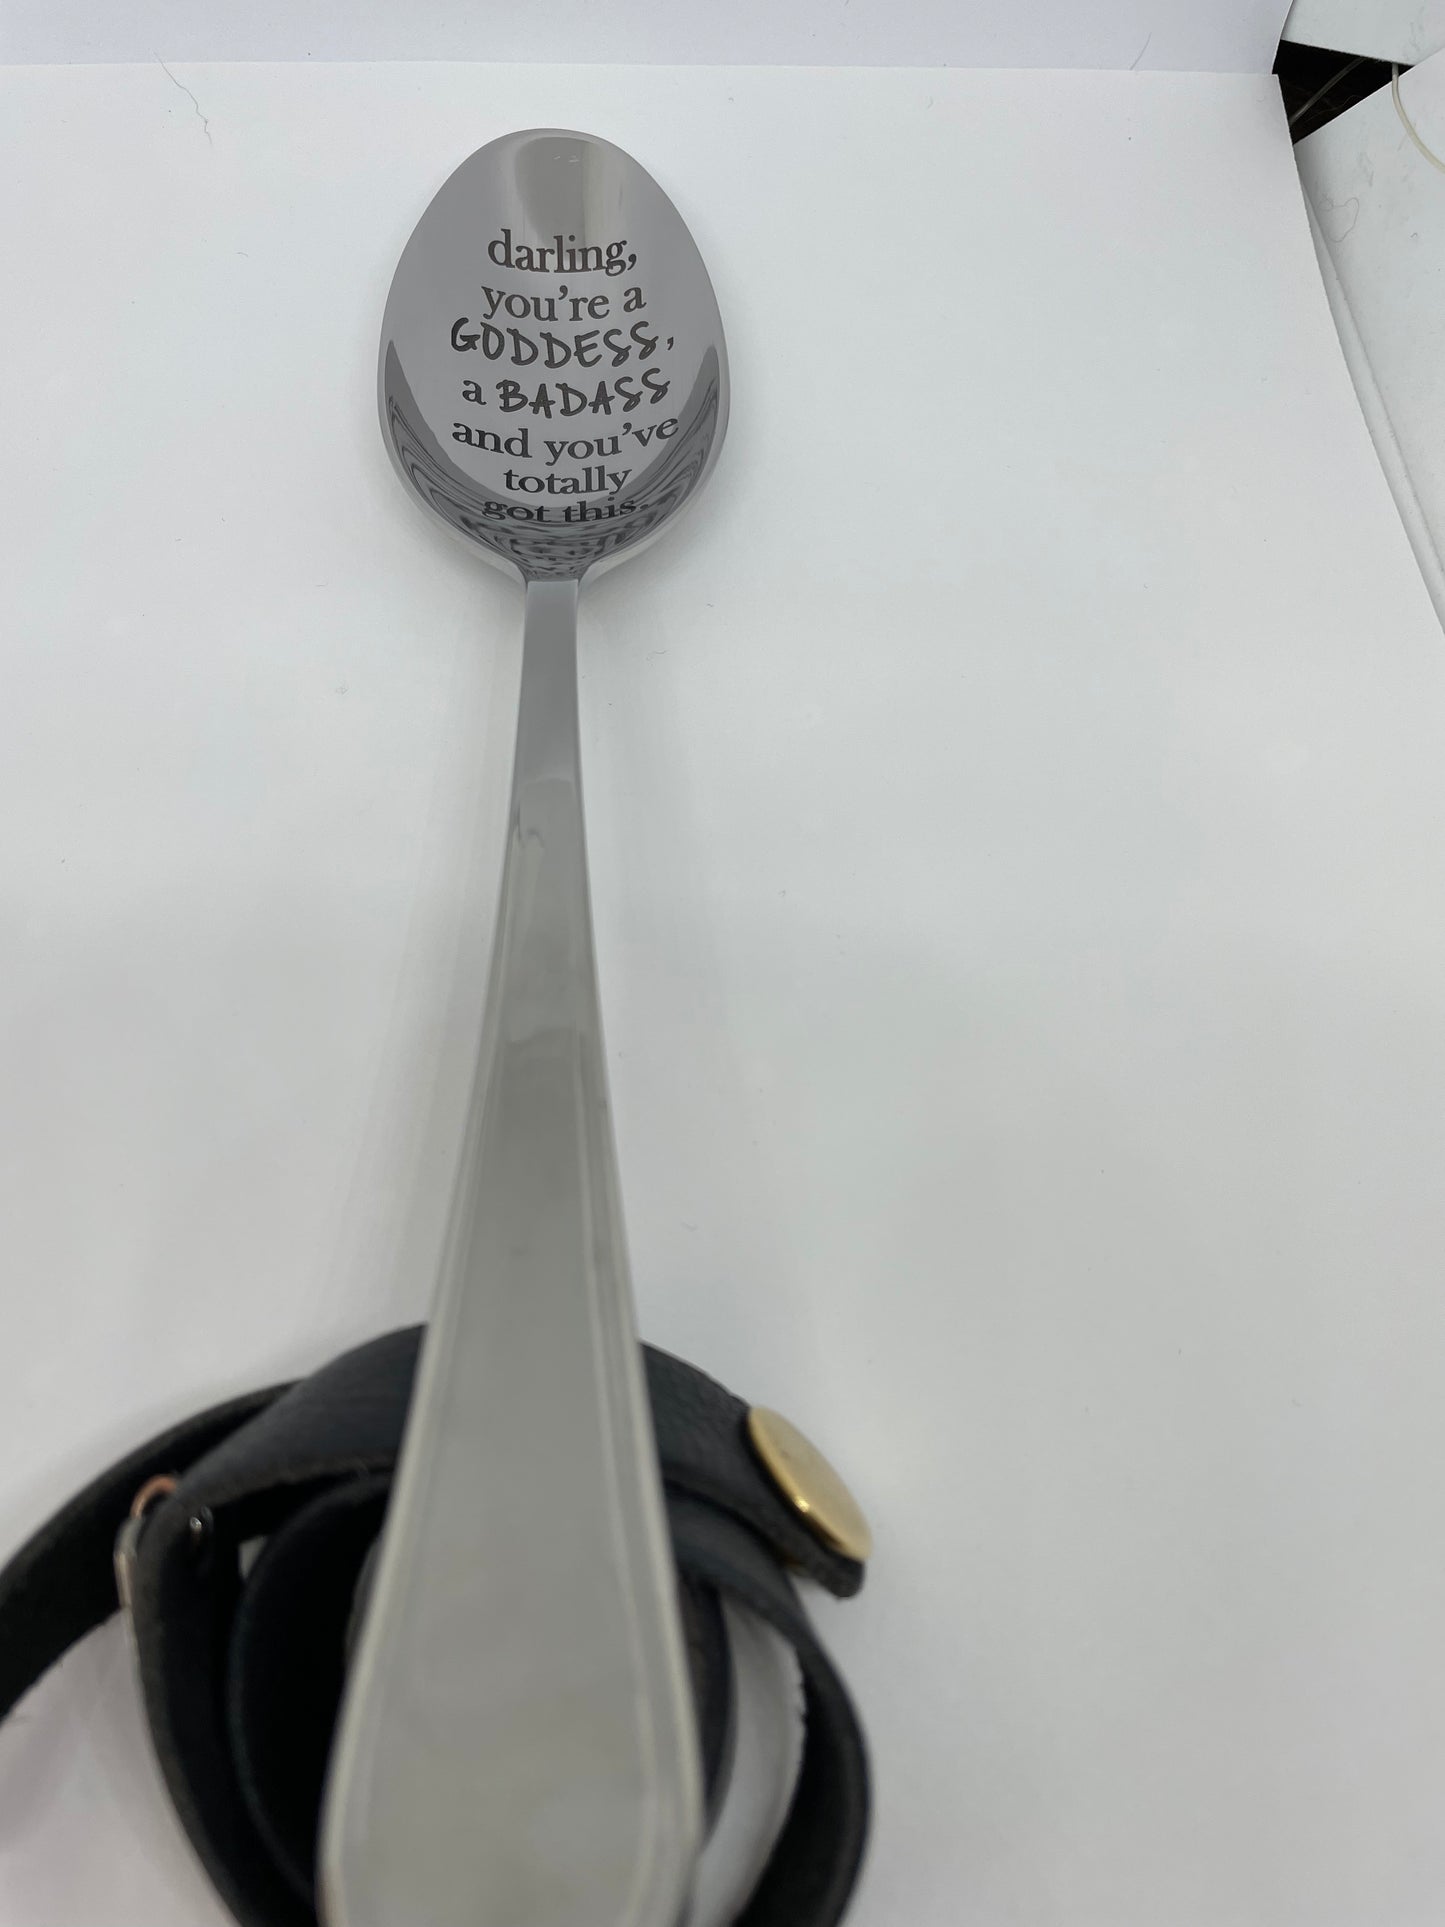 darling,
you're a
GODDESS,
a BADASS
and you've
totally
got this.